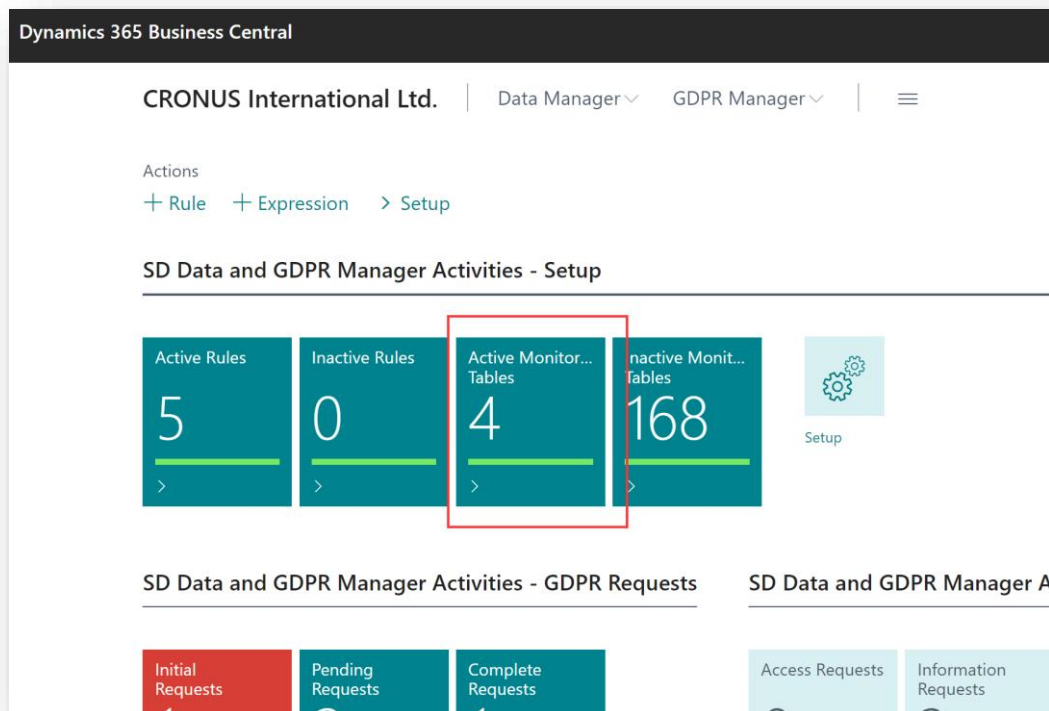 Dynamics 365 Business Central
CRONUS International Ltd.
Data Manager
GDPR Manager
Actions
+ Rule + Expression > Setup
SD Data and GDPR Manager Activities - Setup
Active Rules
5
Inactive Rules
0
Active Monitor...
Tables
4
nactive Monit...
Tables
168
Setup
SD Data and GDPR Manager Activities - GDPR Requests
SD Data and GDPR Manager A
Initial
Requests
Pending
Requests
Complete
Requests
Access Requests
Information
Requests